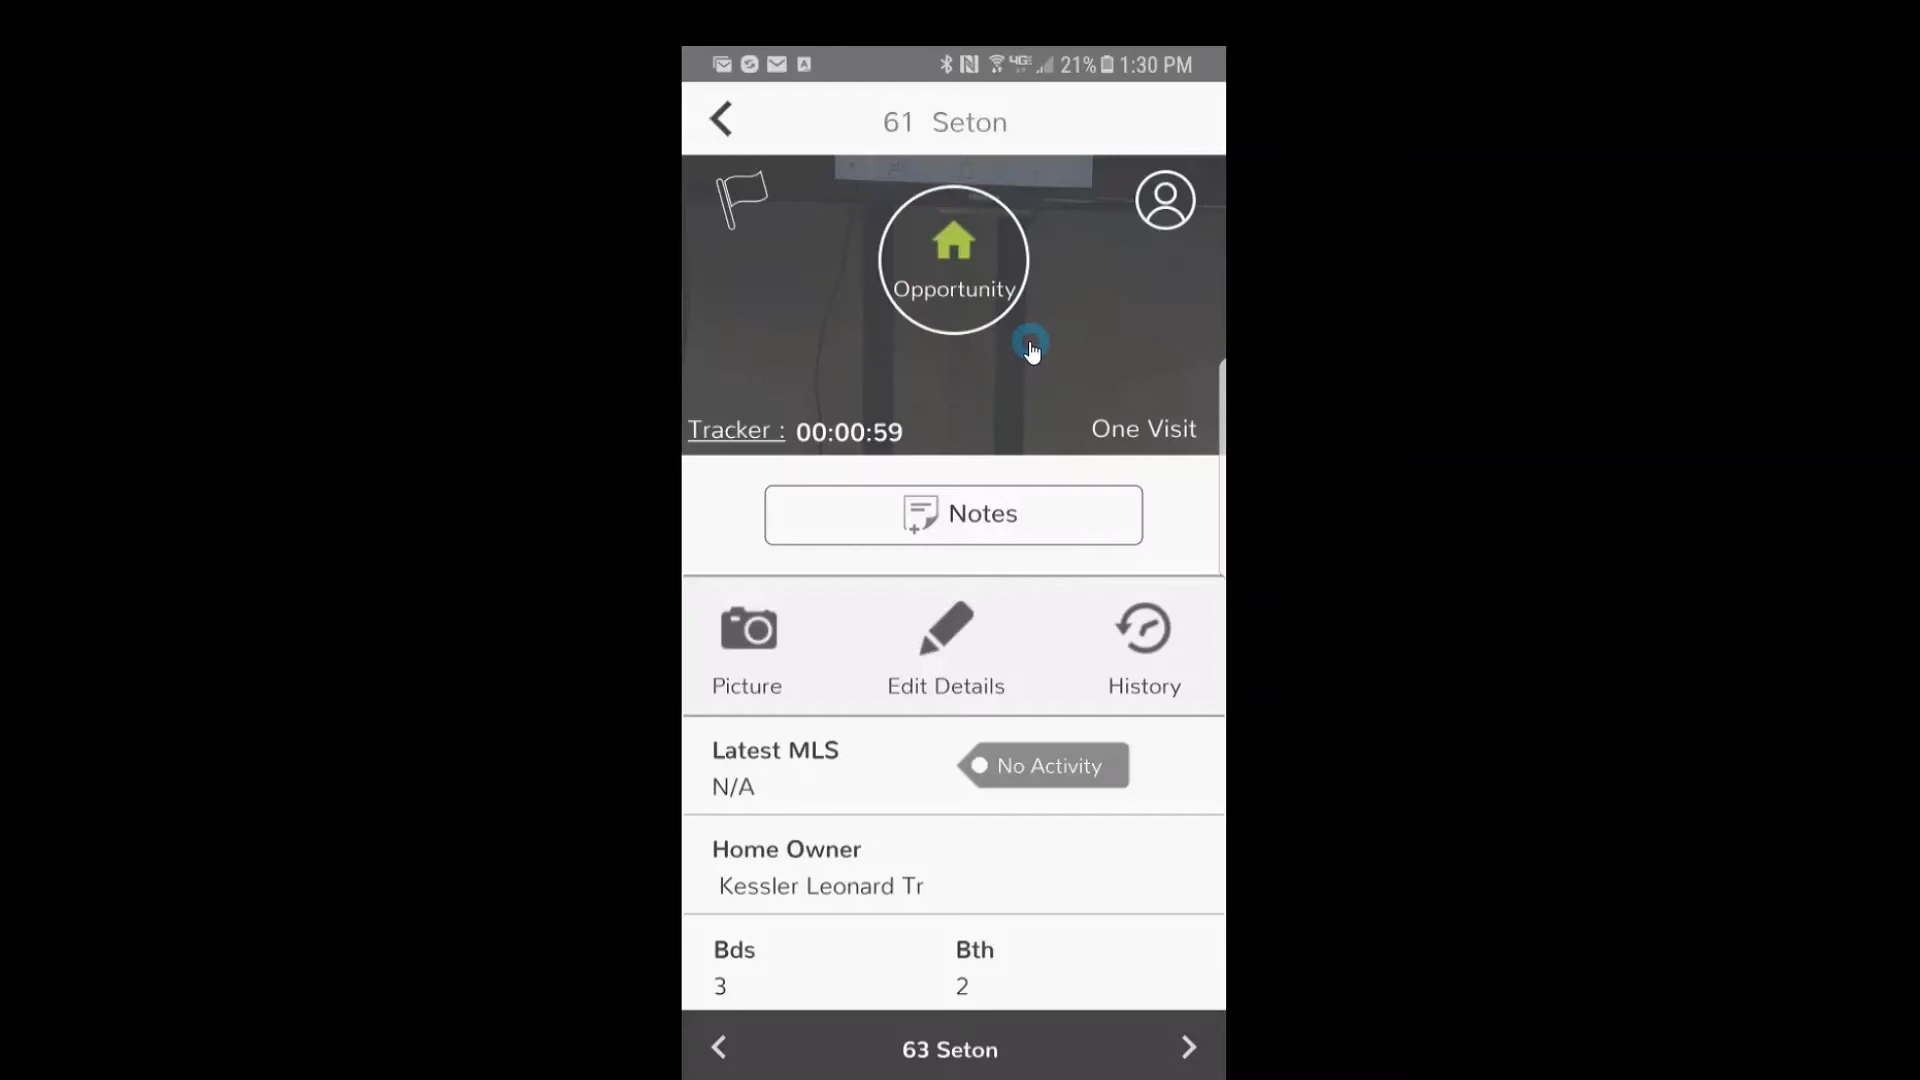 21% 1:30 PM
61 Seton
Opportunity
Tracker : 00:00:59
One Visit
Notes
Picture
Edit Details
History
Latest MLS
N/A
No Activity
Home Owner
Kessler Leonard Tr
Bds
Bth
3
2
63 Seton